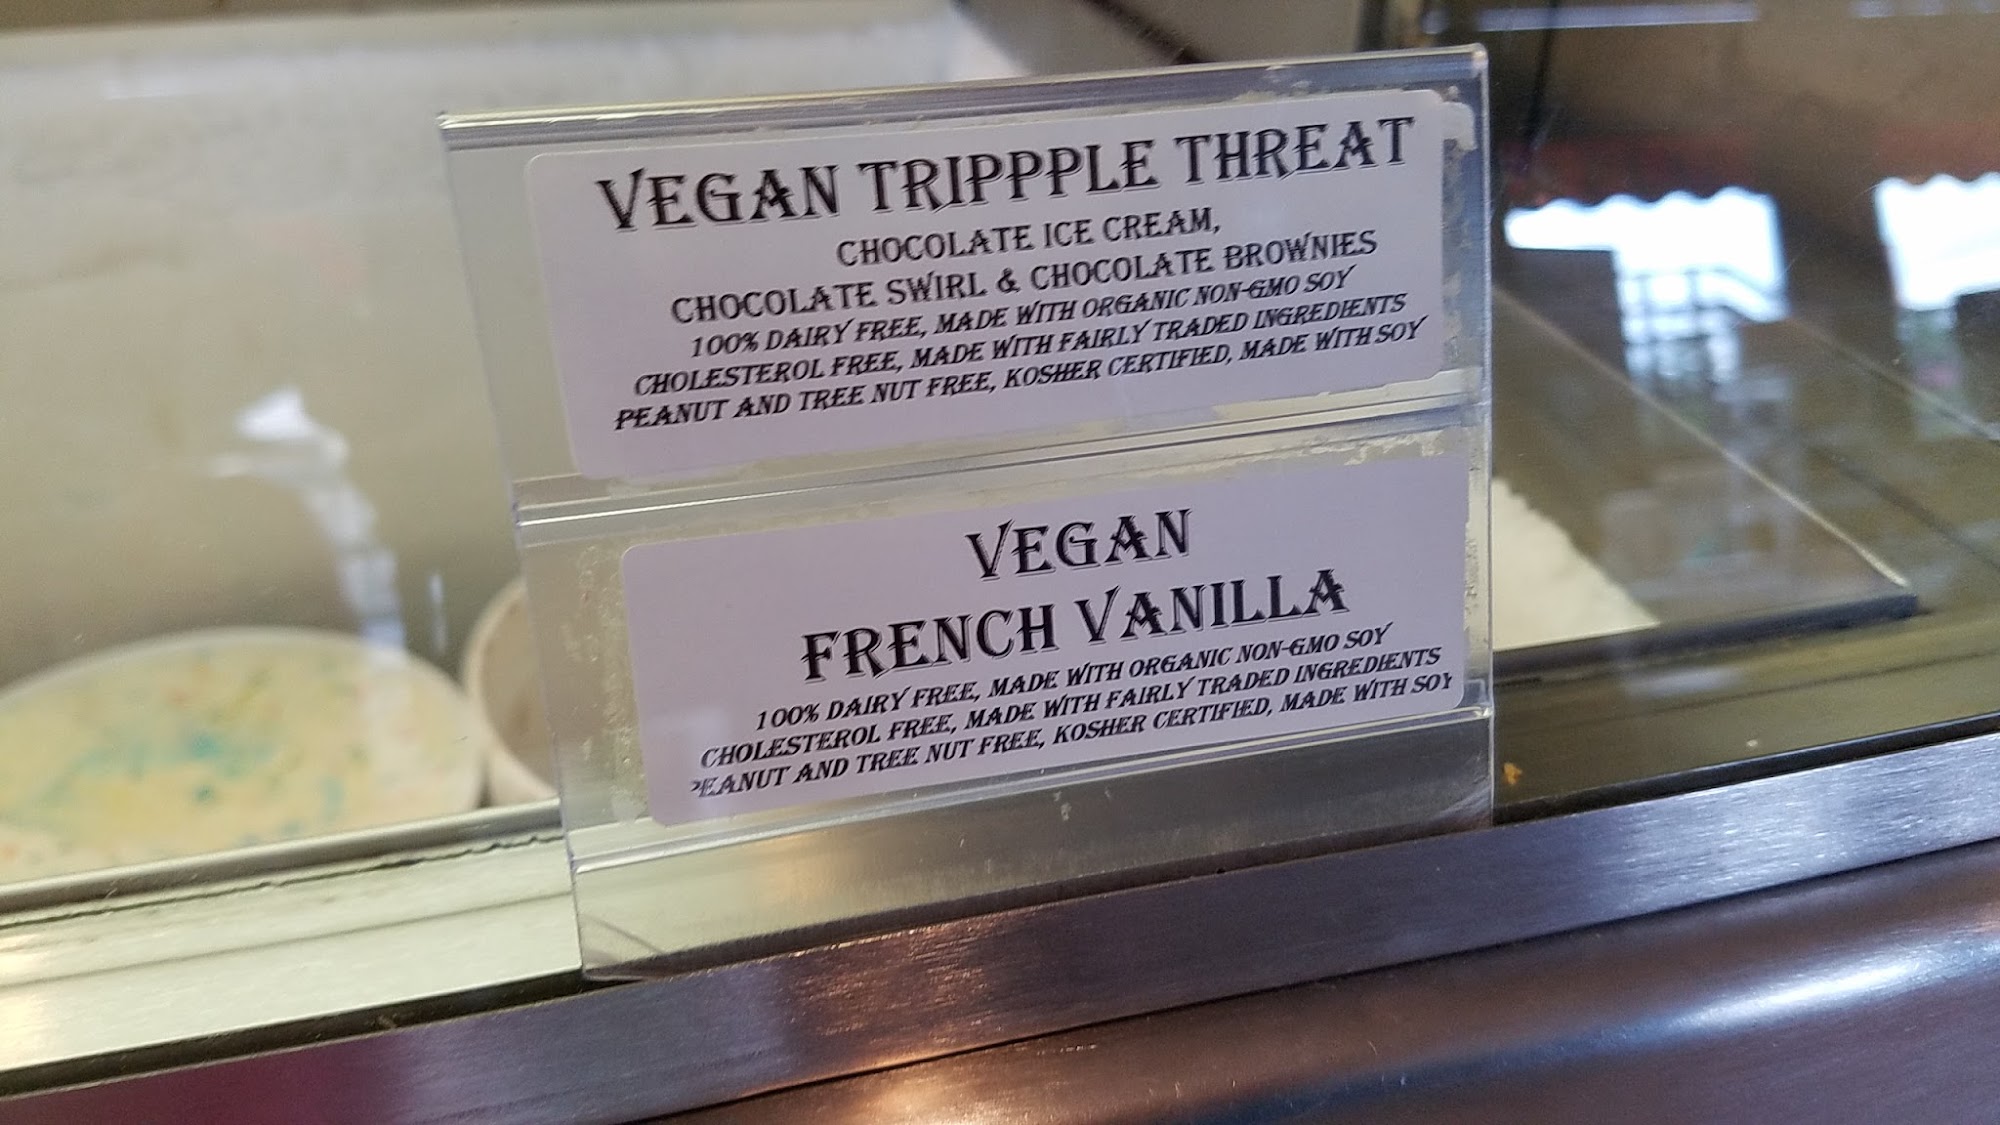 VEGAN TRIPPPLE THREAT
CHOCOLATE ICE CREAM,
CHOCOLATE SWIRL & CHOCOLATE BROWNIES
100% DAIRY FREE, MADE WITH ORGANIC NON-GMO SOY
CHOLESTEROL FREE, MADE WITH FAIRLY TRADED INGREDIENTS
PEANUT AND TREE NUT FREE, KOSHER CERTIFIED, MADE WITH SOY
VEGAN
FRENCH VANILLA
100% DAIRY FREE, MADE WITH ORGANIC NON-GMO SOY
CHOLESTEROL FREE, MADE WITH FAIRLY TRADED INGREDIENTS
PEANUT AND TREE NUT FREE, KOSHER CERTIFIED, MADE WITH SOY